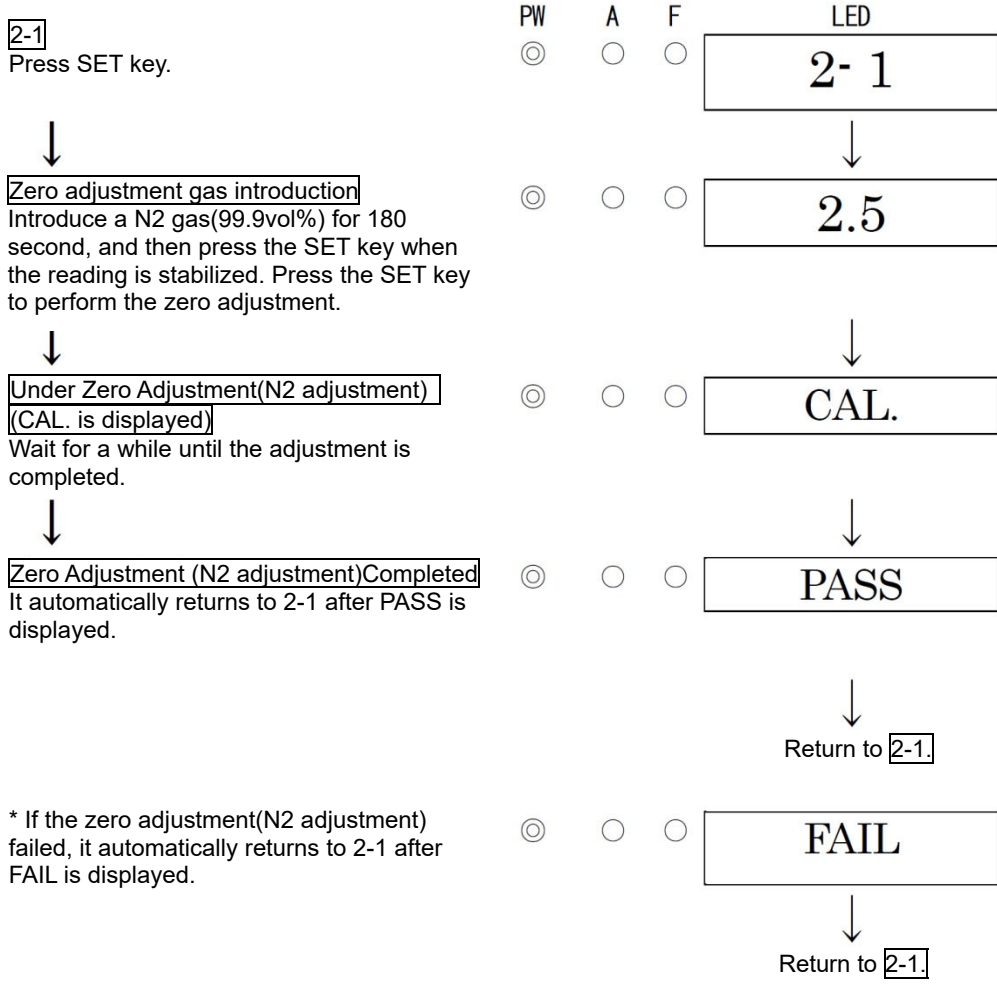 PW A F LED
2-1
Press SET key.
2- 1
Zero adjustment gas introduction
Introduce a N2 gas(99.9vol%) for 180
second, and then press the SET key when
the reading is stabilized. Press the SET key
to perform the zero adjustment.
2.5
Under Zero Adjustment(N2 adjustment)
(CAL. is displayed)
Wait for a while until the adjustment is
completed.
CAL.
Zero Adjustment (N2 adjustment)Completed
It automatically returns to 2-1 after PASS is
displayed.
PASS
Return to 2-1.
* If the zero adjustment(N2 adjustment)
failed, it automatically returns to 2-1 after
FAIL is displayed.
FAIL
Return to 2-1.